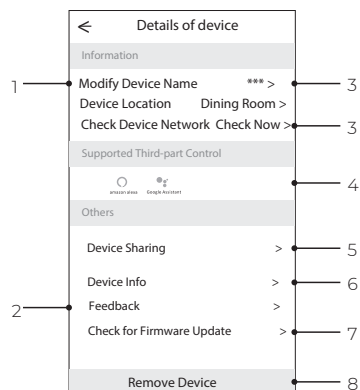 ← Details of device
Information
1 Modify Device Name *** > 3
Device Location Dining Room >
Check Device Network Check Now > 3
Supported Third-part Control
amazon alexa Google Assistant 4
Others
Device Sharing > 5
Device Info > 6
2 Feedback >
Check for Firmware Update > 7
Remove Device 8